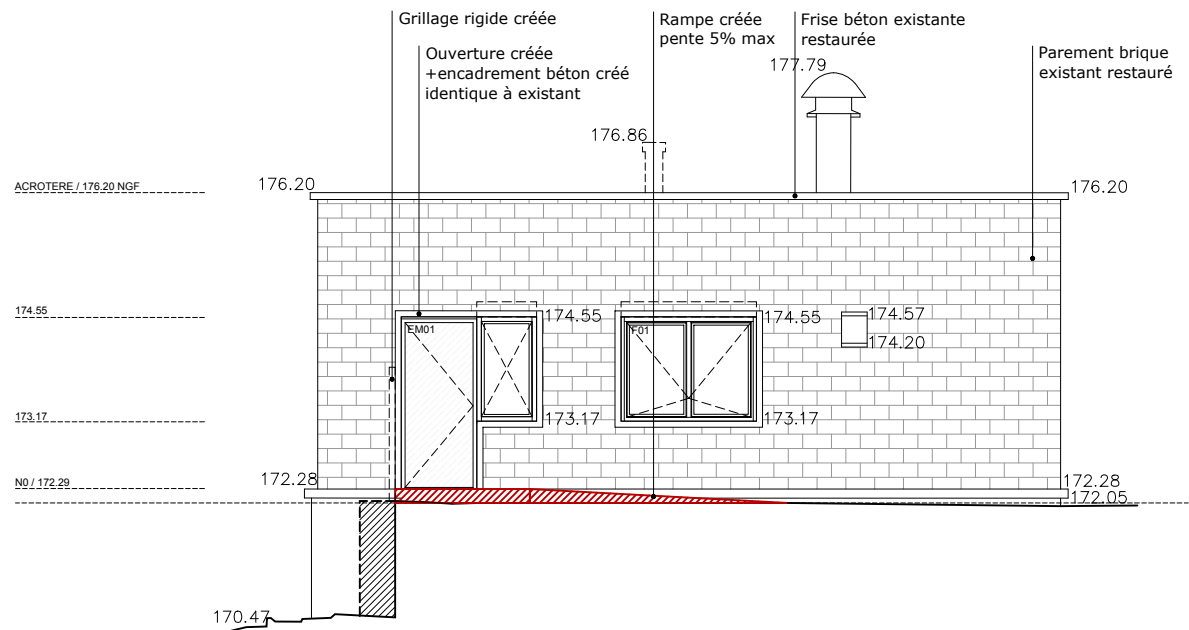 Grillage rigide créée
Rampe créée
pente 5% max
Frise béton existante
restaurée
Ouverture créée
+encadrement béton créé
identique à existant
Parement brique
existant restauré
177.79
176.86
ACROTERE / 176.20 NGF
176.20
176.20
174.55
174.55
174.55
174.57
174.20
EM01
F01
173.17
173.17
173.17
N0 / 172.29
172.28
172.28
172.05
170.47